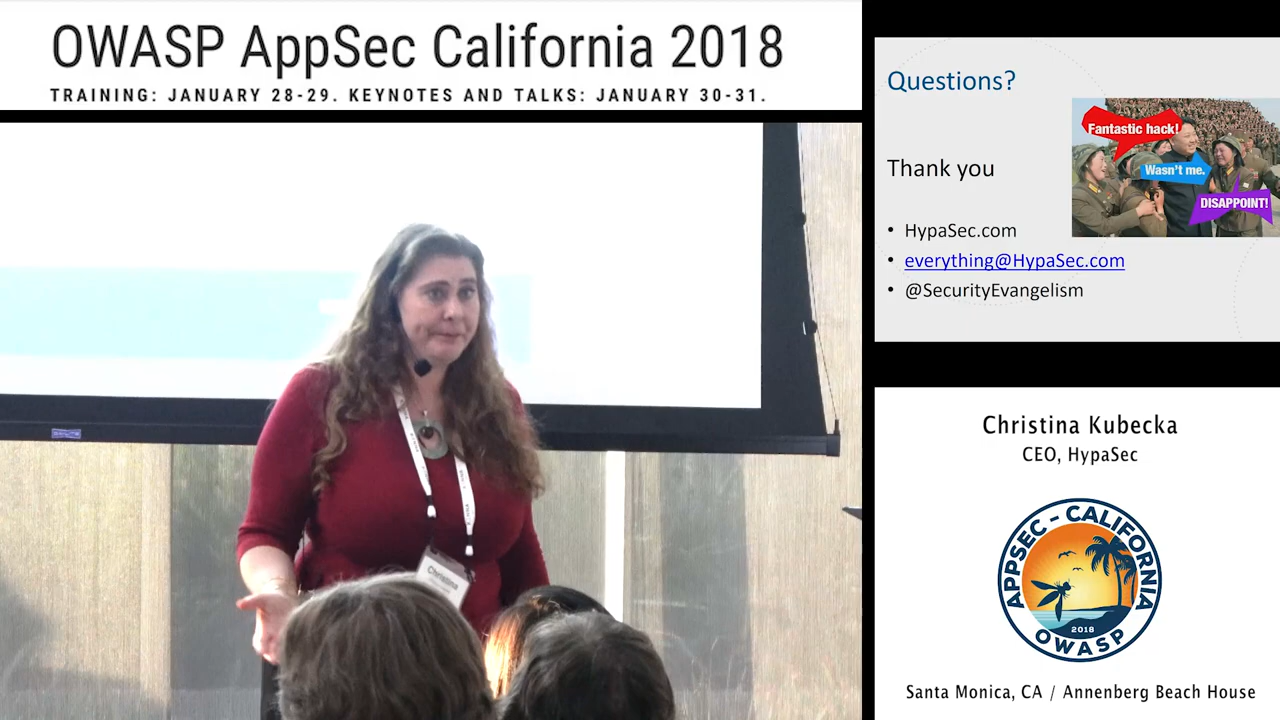 OWASP AppSec California 2018
TRAINING: JANUARY 28-29. KEYNOTES AND TALKS: JANUARY 30-31.
Questions?
Fantastic hack!
Wasn't me.
DISAPPOINT!
Thank you
• HypaSec.com
• everything@HypaSec.com
• @SecurityEvangelism
Christina
Christina Kubecka
CEO, HypaSec
APPSEC - CALIFORNIA
2018
OWASP
Santa Monica, CA / Annenberg Beach House